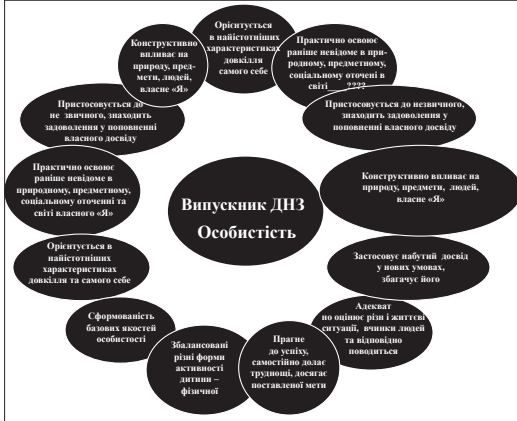 Орієнтується
в найістотніших
характеристиках
довкілля
самого себе
Практично освоює
раніше невідоме в при-
родному, предметному,
соціальному оточені в
світі ____????
Пристосовується до незвичного,
знаходить задоволення у
поповненні власного досвіду
Конструктивно впливає на
природу, предмети, людей,
власне «Я»
Застосовує набутий досвід
у нових умовах,
збагачує його
Адекват
но оцінює різи і життєві
ситуації, вчинки людей
та відповідно
поводиться
Прагне
до успіху,
самостійно долає
труднощі, досягає
поставленої мети
Збалансовані
різні форми
активності
дитини –
фізичної
Сформованість
базових якостей
особистості
Орієнтується в
найістотніших
характеристиках
довкілля та самого себе
Практично освоює
раніше невідоме в
природному, предметному,
соціальному оточенні та
світі власного «Я»
Пристосовується до
не звичного, знаходить
задоволення у поповненні
власного досвіду
Конструктивно
впливає на
природу, пред-
мети, людей,
власне «Я»
Випускник ДНЗ
Особистість